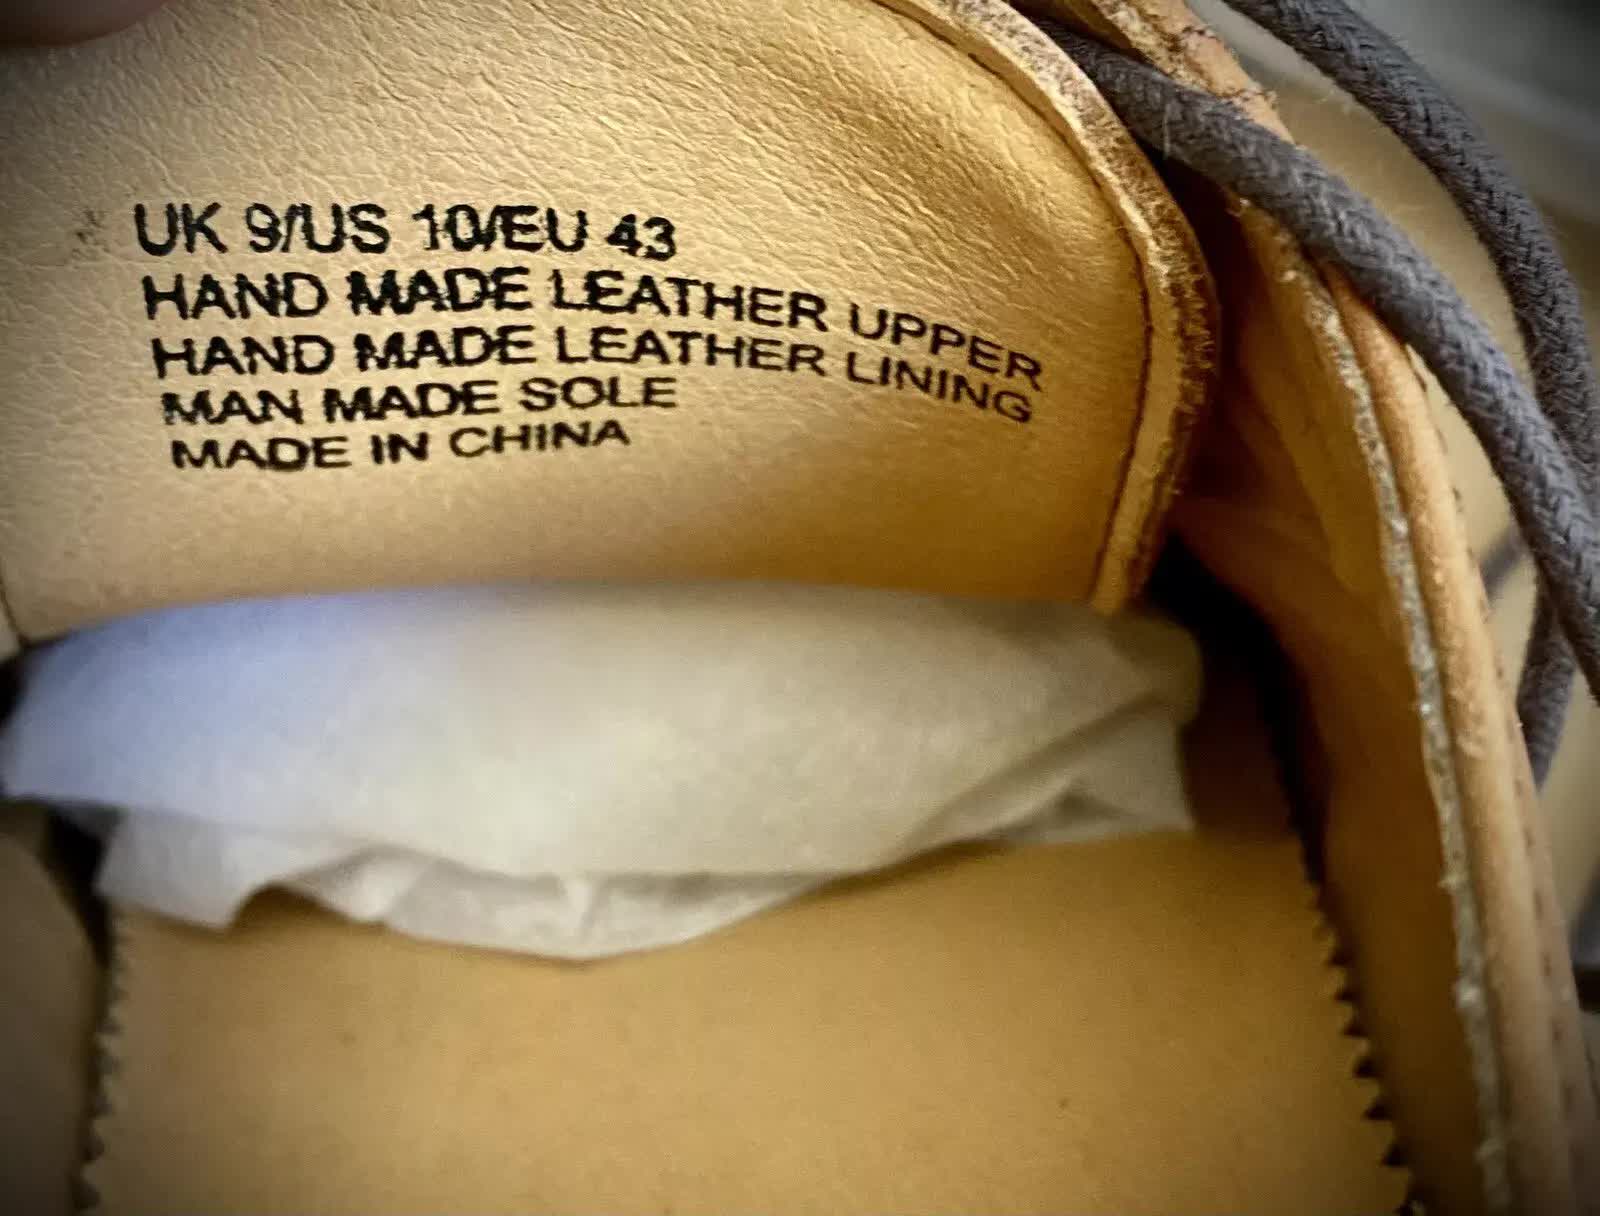 UK 9/US 10/EU 43
HAND MADE LEATHER UPPER
HAND MADE LEATHER LINING
MAN MADE SOLE
MADE IN CHINA